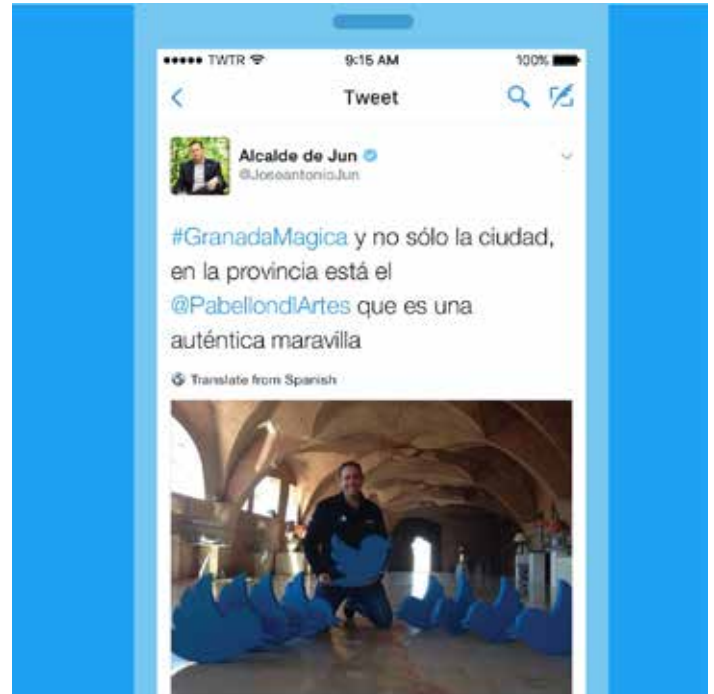 TWTR 9:15 AM 100%
Tweet
Alcalde de Jun
@JoseantonioJun
#GranadaMagica y no sólo la ciudad,
en la provincia está el
@PabellondlArtes que es una
auténtica maravilla
Translate from Spanish